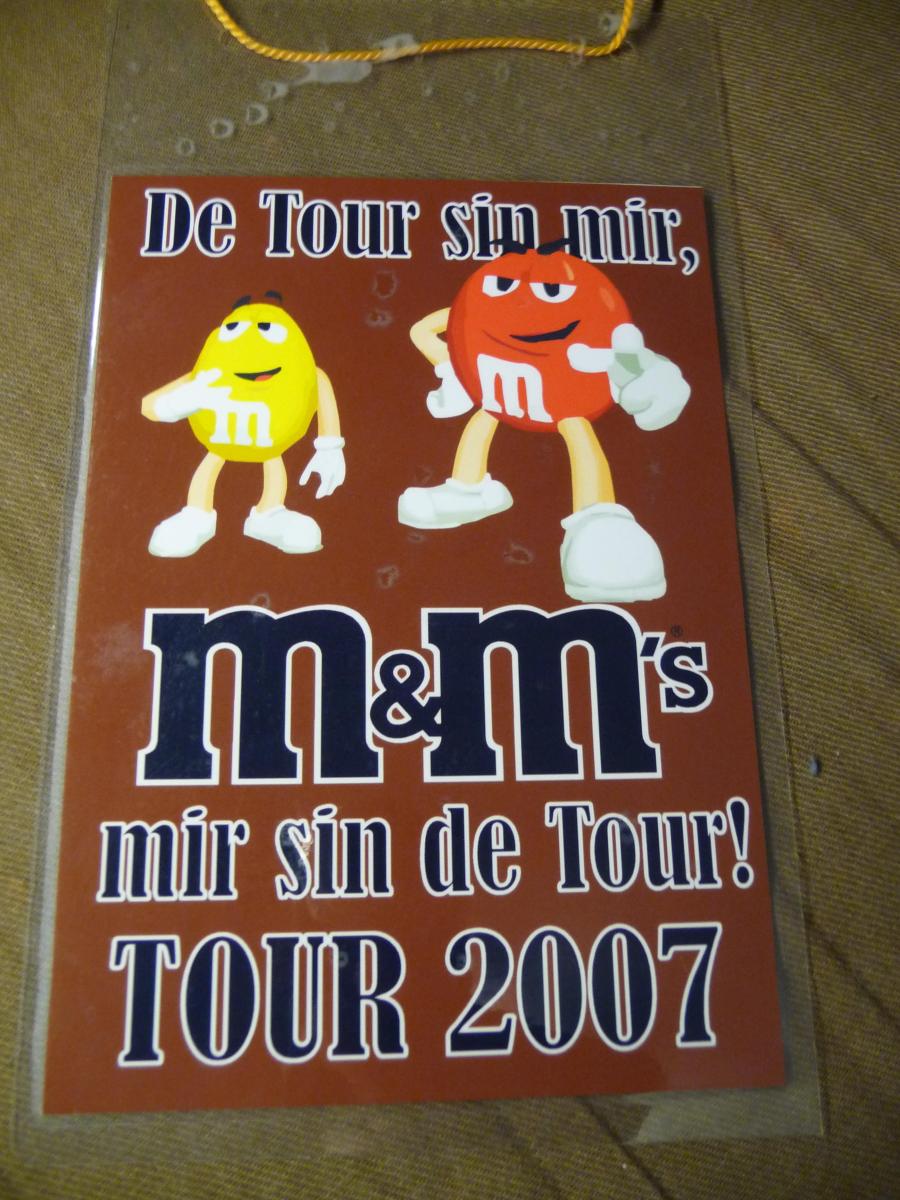 De Tour sin mir,
m
m
m&m's®
mir sin de Tour!
TOUR 2007